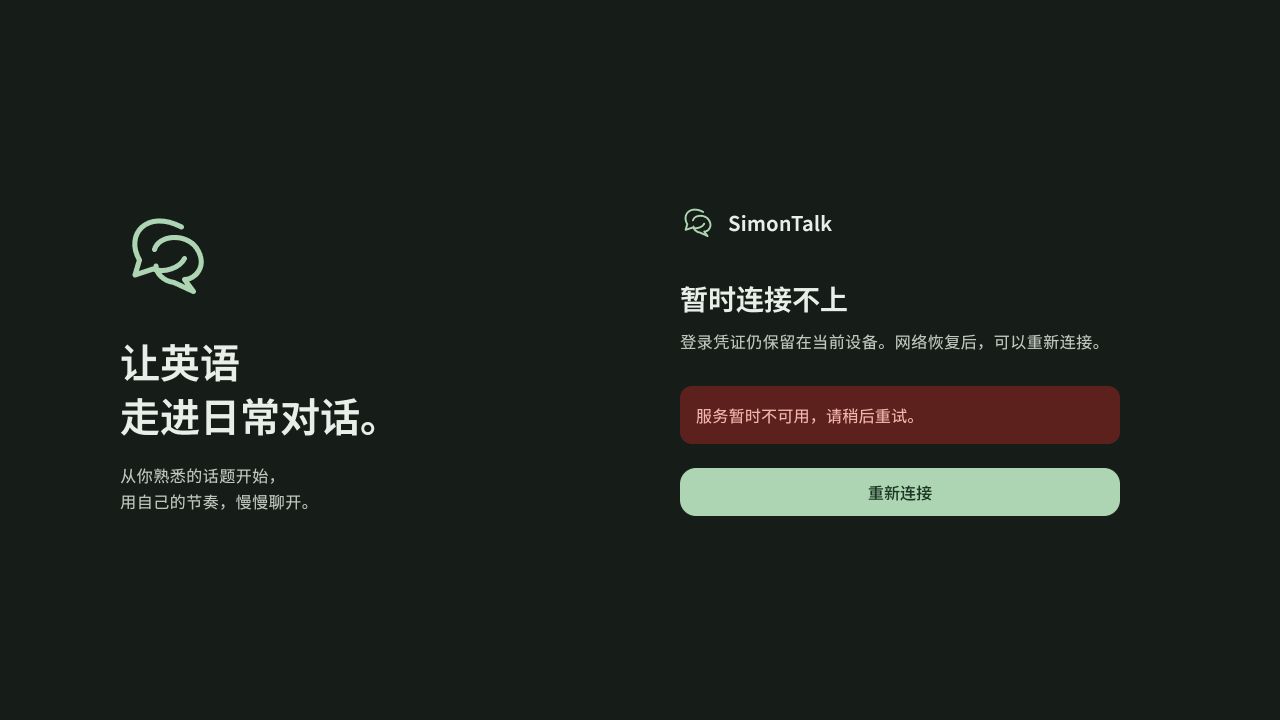 让英语
走进日常对话。
从你熟悉的话题开始，
用自己的节奏，慢慢聊开。
SimonTalk
暂时连接不上
登录凭证仍保留在当前设备。网络恢复后，可以重新连接。
服务暂时不可用，请稍后重试。
重新连接